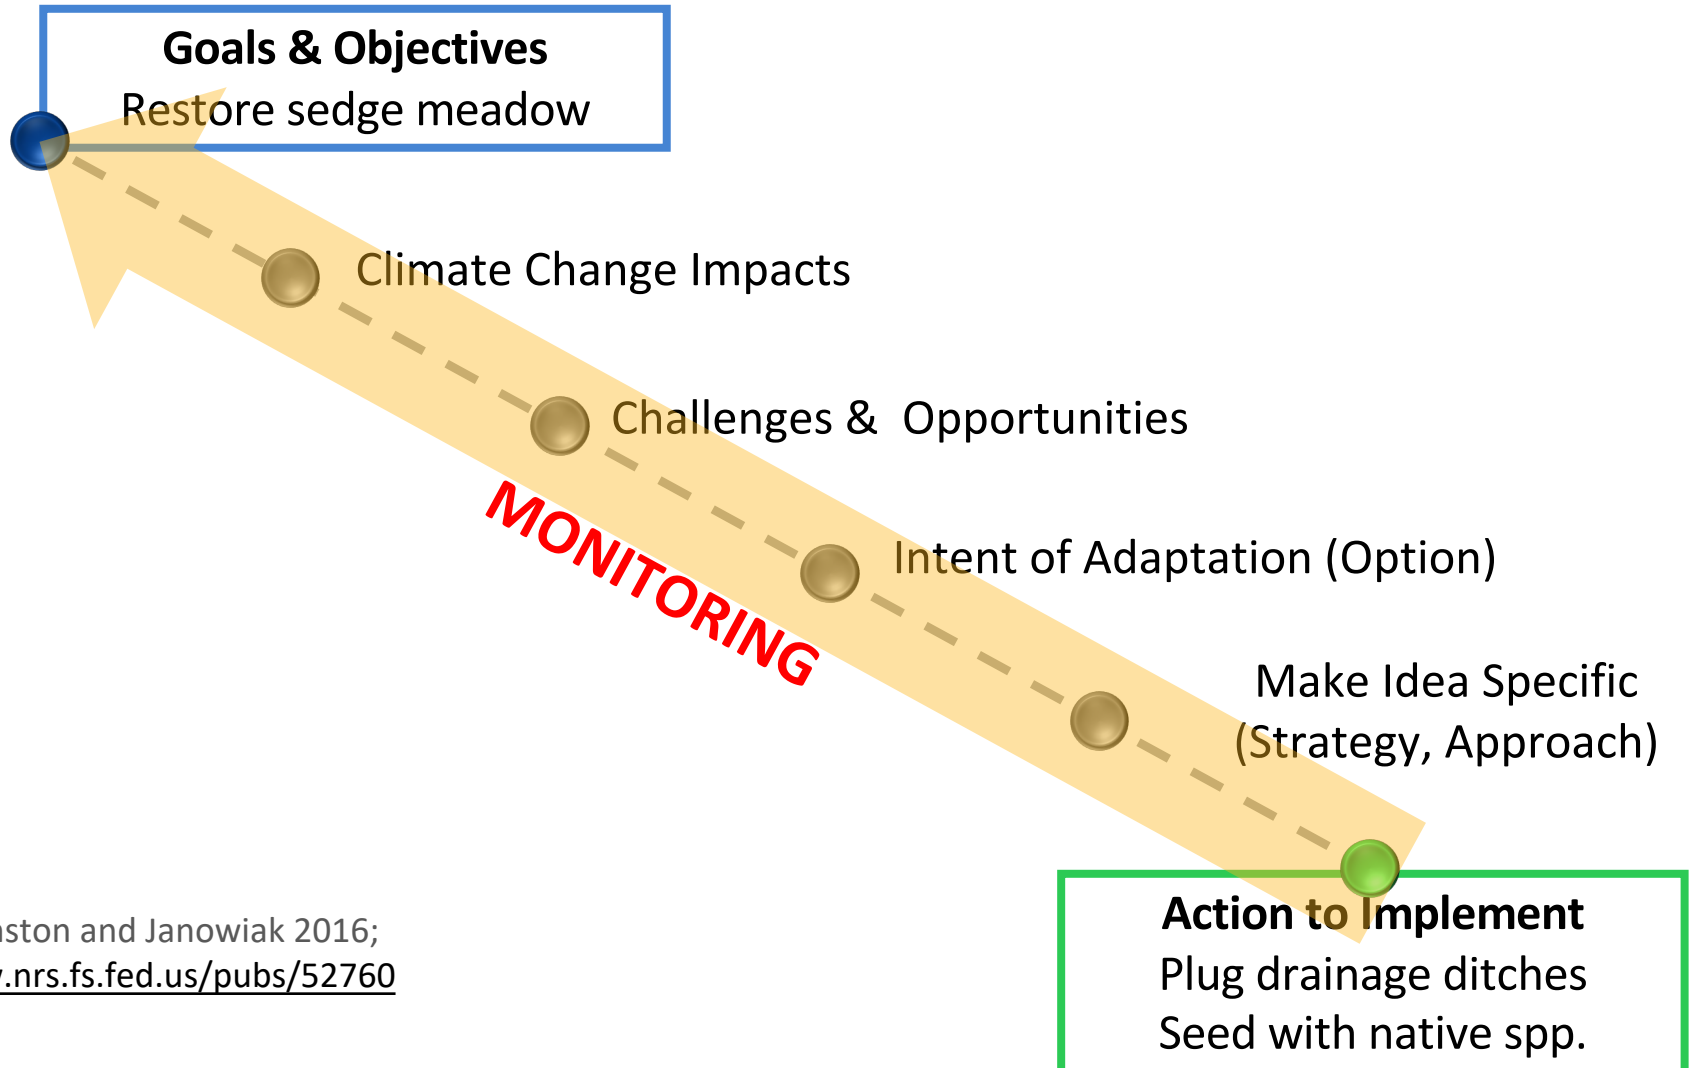 Goals & Objectives
Restore sedge meadow
Climate Change Impacts
Challenges & Opportunities
MONITORING
Intent of Adaptation (Option)
Make Idea Specific
(Strategy, Approach)
Action to Implement
Plug drainage ditches
Seed with native spp.
and Janowiak 2016;
.nrs.fs.fed.us/pubs/52760